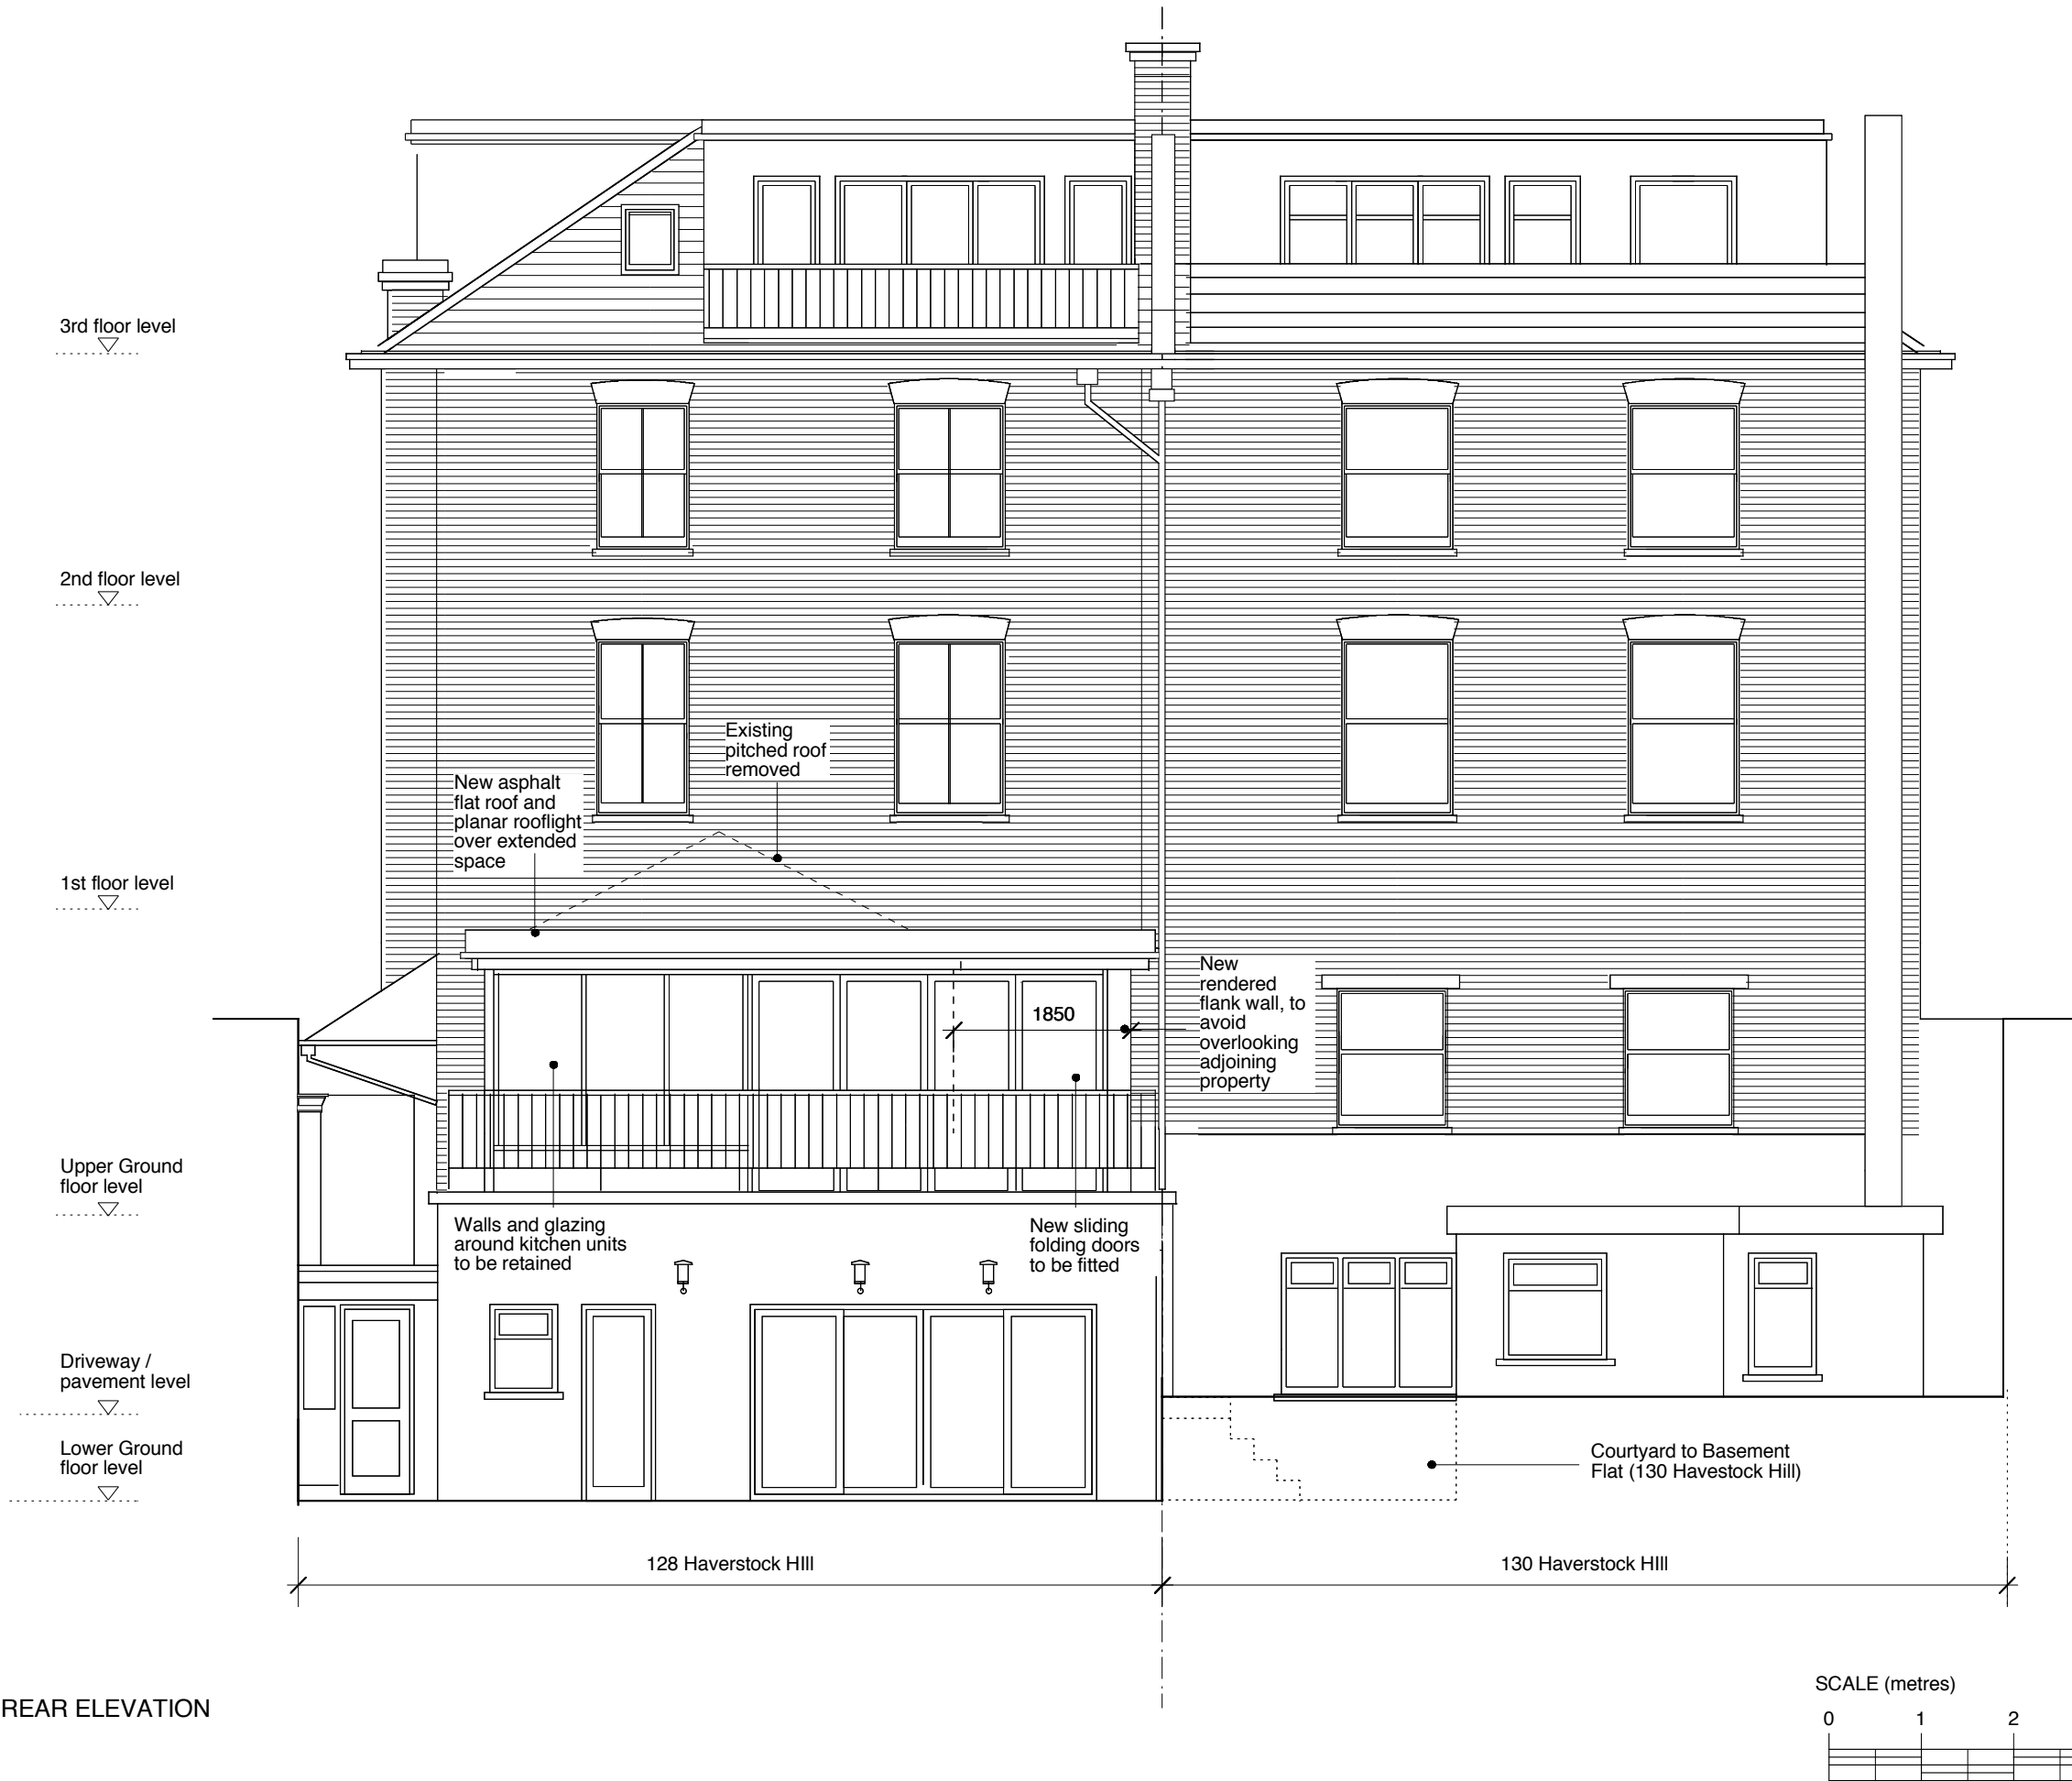 3rd floor level
2nd floor level
Existing
pitched roof
removed
New asphalt
flat roof and
planar rooflight
over extended
space
1st floor level
New
rendered
flank wall, to
avoid
overlooking
adjoining
property
1850
Upper Ground
floor level
Walls and glazing
around kitchen units
to be retained
New sliding
folding doors
to be fitted
Driveway /
pavement level
Lower Ground
floor level
Courtyard to Basement
Flat (130 Havestock Hill)
128 Haverstock HIll
130 Haverstock HIll
REAR ELEVATION
SCALE (metres)
0 1 2